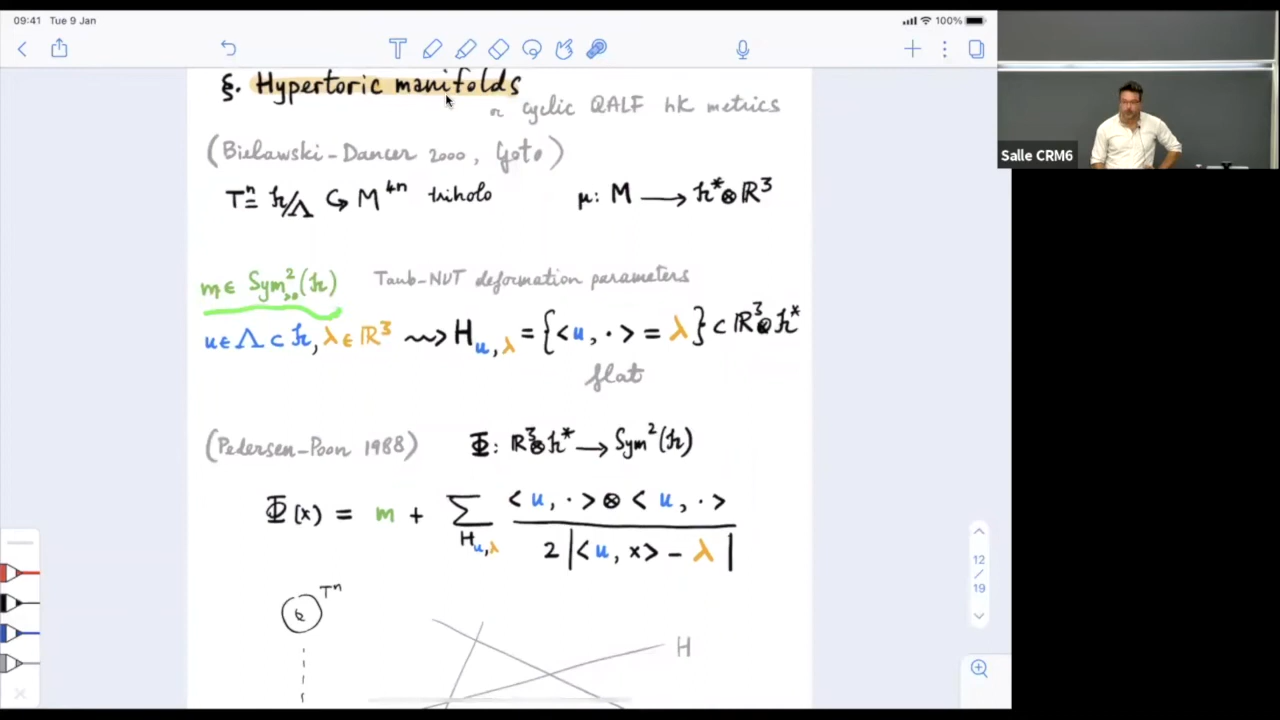 09:41 Tue 9 Jan
100%
§. Hypertoric manifolds
or cyclic QALF hk metrics
(Bielawski-Dancer 2000, Goto)
Tⁿ = ℏ/Λ ↪ M⁴ⁿ triholo μ: M ⟶ ℏ* ⊗ ℝ³
m ∈ Sym²>0(ℏ) Taub-NUT deformation parameters
u ∈ Λ ⊂ ℏ, λ ∈ ℝ³ ⇝ H_{u,λ} = {<u, ·> = λ} ⊂ ℝ³ ⊗ ℏ*
flat
(Pedersen-Poon 1988) Φ: ℝ³ ⊗ ℏ* ⟶ Sym²(ℏ)
Φ(x) = m + ∑_{H_{u,λ}} <u, ·> ⊗ <u, ·> / 2 |<u, x> - λ|
Tⁿ
H
12
/
19
Salle CRM6